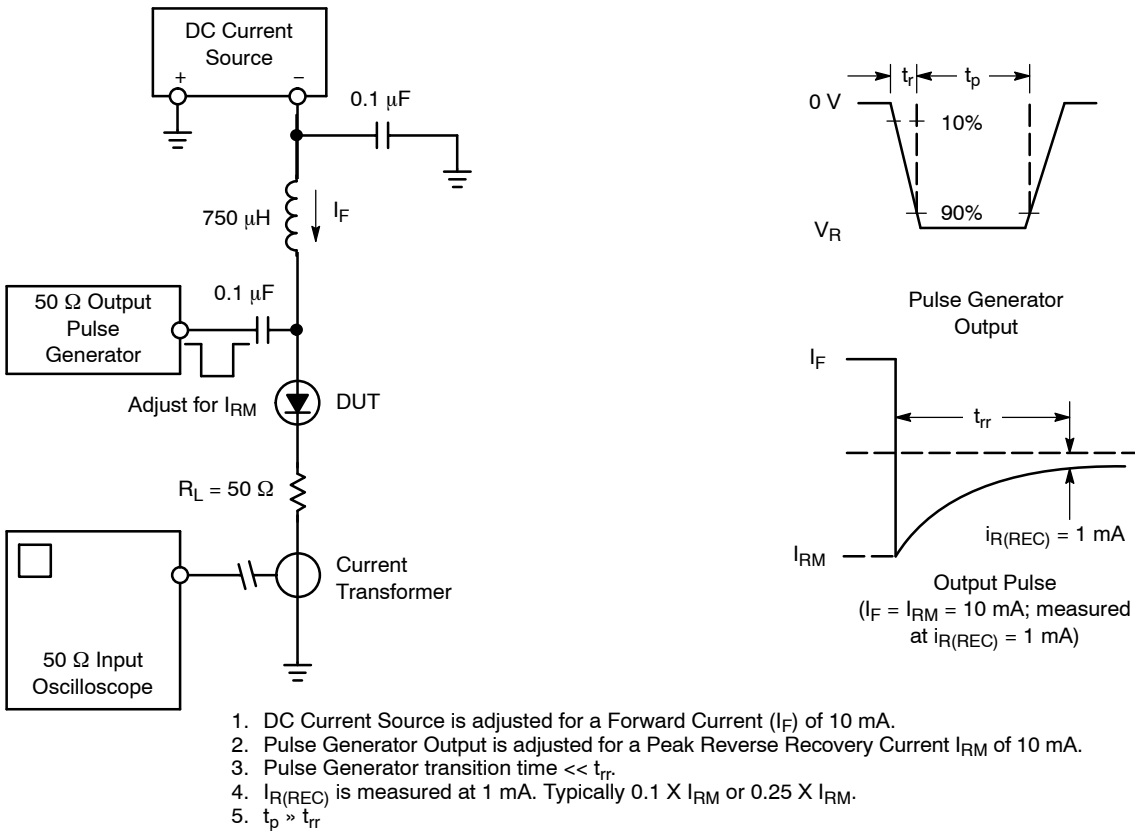 DC Current
Source
+
−
0.1 μF
750 μH
I_F
50 Ω Output
Pulse
Generator
0.1 μF
Adjust for I_RM
DUT
R_L = 50 Ω
Current
Transformer
50 Ω Input
Oscilloscope
t_r
t_p
0 V
10%
90%
V_R
Pulse Generator
Output
I_F
t_rr
I_RM
i_R(REC) = 1 mA
Output Pulse
(I_F = I_RM = 10 mA; measured
at i_R(REC) = 1 mA)
1. DC Current Source is adjusted for a Forward Current (I_F) of 10 mA.
2. Pulse Generator Output is adjusted for a Peak Reverse Recovery Current I_RM of 10 mA.
3. Pulse Generator transition time << t_rr.
4. I_R(REC) is measured at 1 mA. Typically 0.1 X I_RM or 0.25 X I_RM.
5. t_p » t_rr